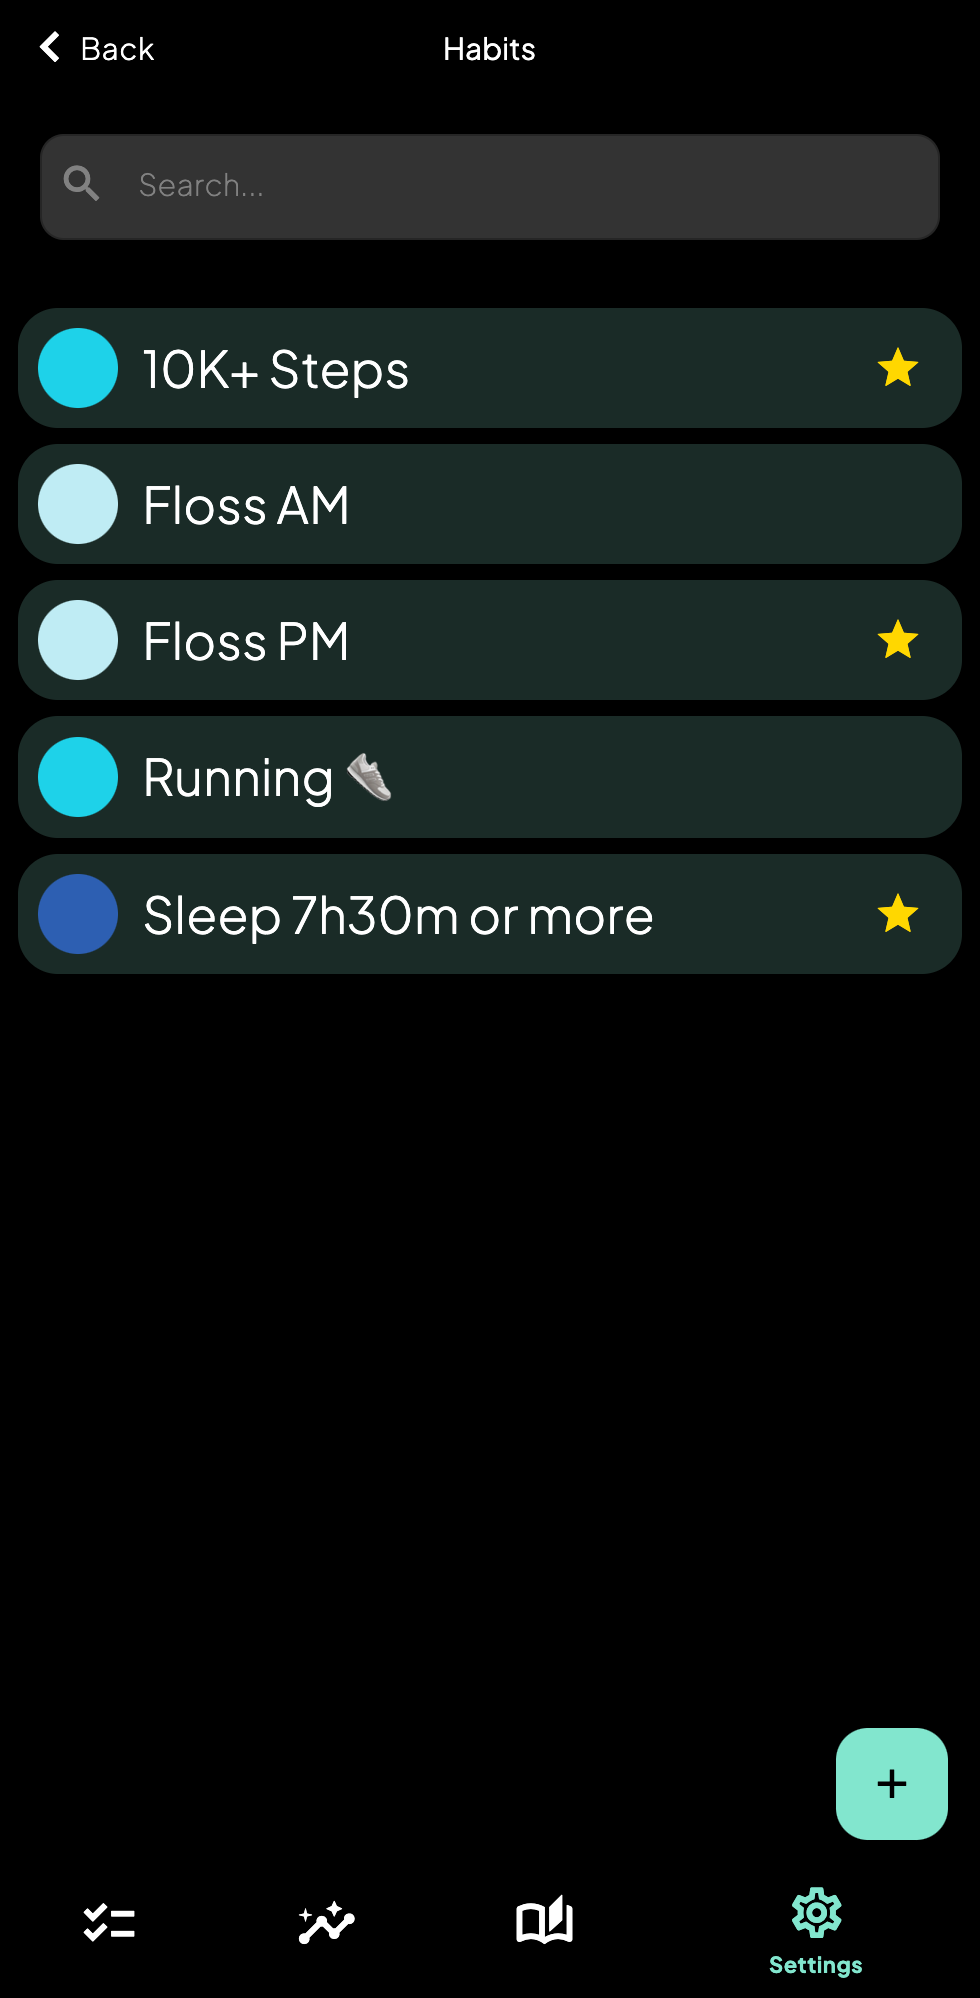 Back
Habits
Search...
10K+ Steps
Floss AM
Floss PM
Running 👟
Sleep 7h30m or more
+
Settings